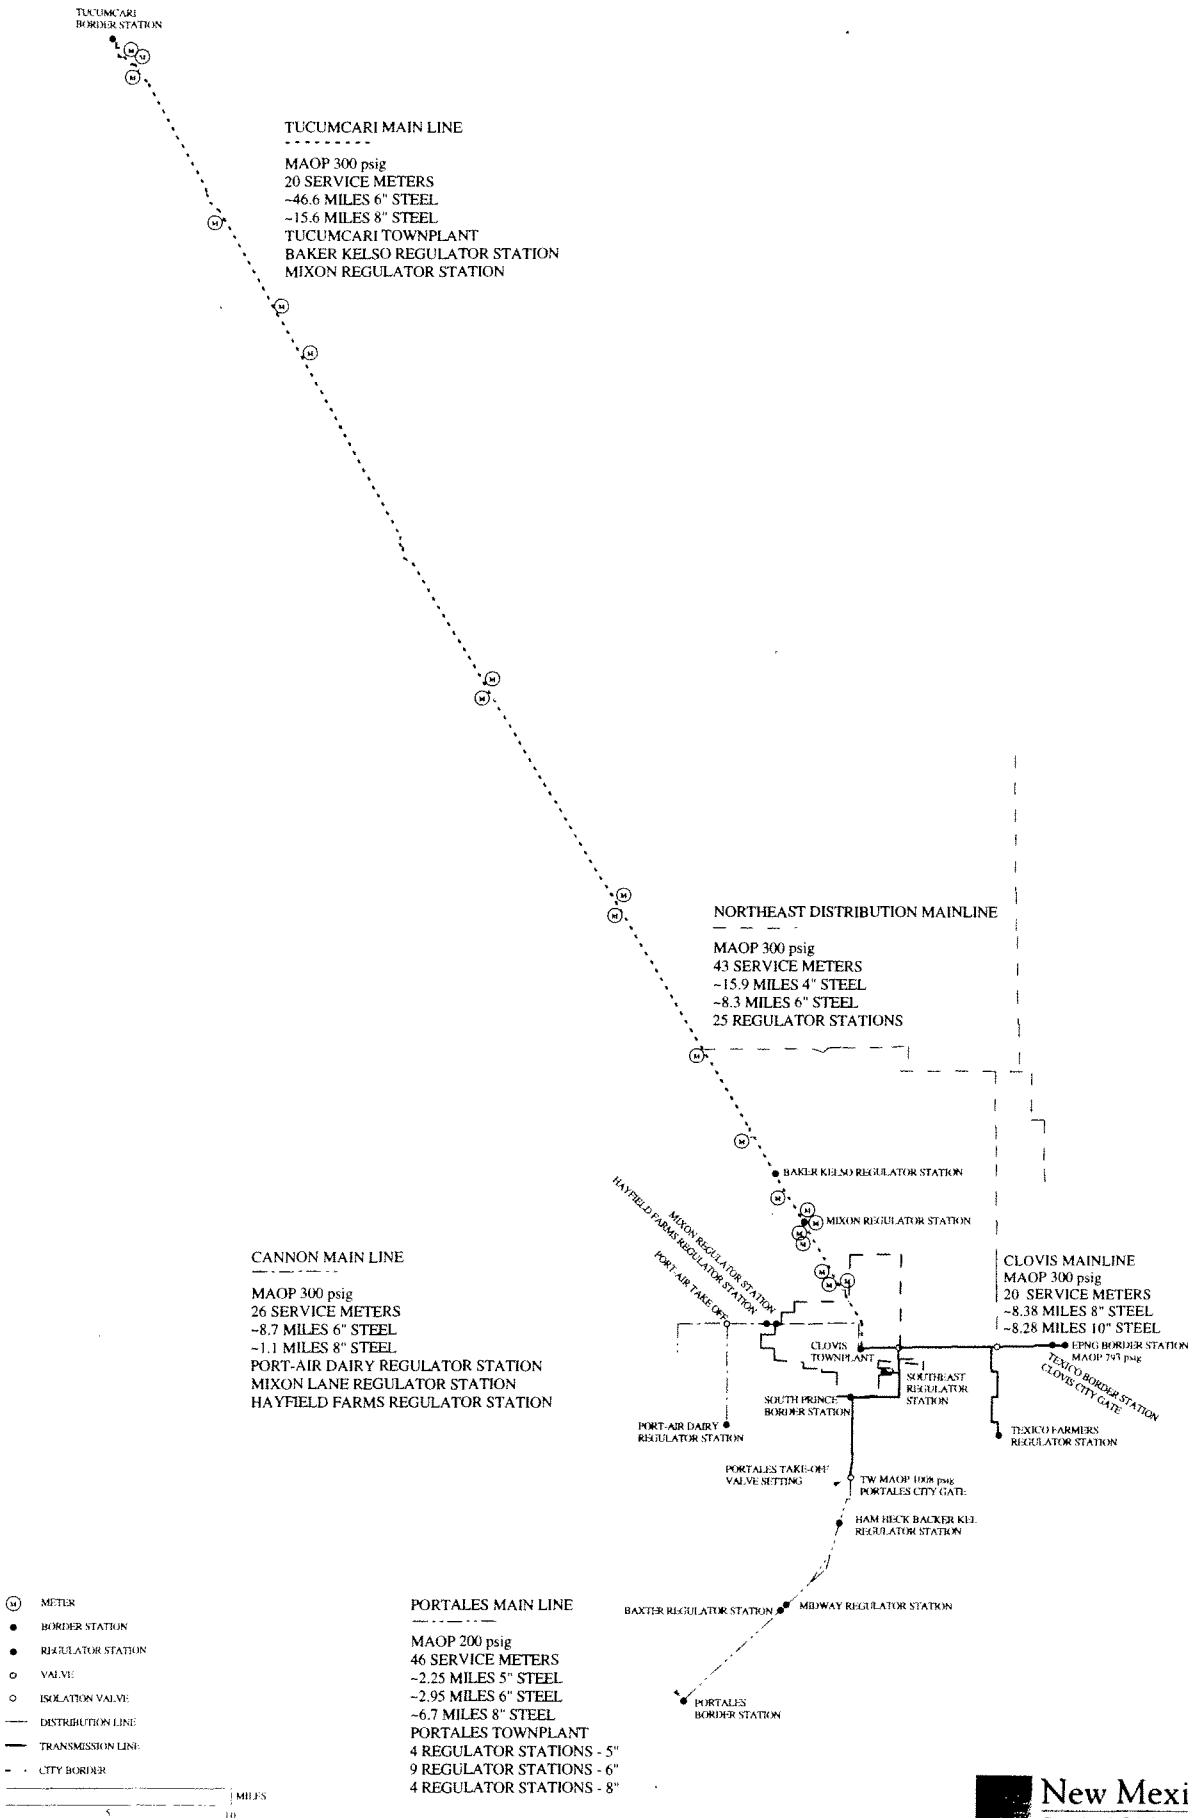 TUCUMCARI
BORDER STATION
M
M
M
TUCUMCARI MAIN LINE
MAOP 300 psig
20 SERVICE METERS
~46.6 MILES 6" STEEL
~15.6 MILES 8" STEEL
TUCUMCARI TOWNPLANT
BAKER KELSO REGULATOR STATION
MIXON REGULATOR STATION
M
M
M
M
M
M
M
NORTHEAST DISTRIBUTION MAINLINE
MAOP 300 psig
43 SERVICE METERS
~15.9 MILES 4" STEEL
~8.3 MILES 6" STEEL
25 REGULATOR STATIONS
M
M
BAKER KELSO REGULATOR STATION
M
M
M
MIXON REGULATOR STATION
M
M
M
M
M
HAYFIELD FARMS REGULATOR STATION
MIXON REGULATOR STATION
PORT-AIR TAKE OFF
CANNON MAIN LINE
MAOP 300 psig
26 SERVICE METERS
~8.7 MILES 6" STEEL
~1.1 MILES 8" STEEL
PORT-AIR DAIRY REGULATOR STATION
MIXON LANE REGULATOR STATION
HAYFIELD FARMS REGULATOR STATION
CLOVIS MAINLINE
MAOP 300 psig
20 SERVICE METERS
~8.38 MILES 8" STEEL
~8.28 MILES 10" STEEL
EPNG BORDER STATION
MAOP 793 psig
TEXICO BORDER STATION
CLOVIS CITY GATE
CLOVIS
TOWNPLANT
SOUTHEAST
REGULATOR
STATION
SOUTH PRINCE
BORDER STATION
PORT-AIR DAIRY
REGULATOR STATION
TEXICO FARMERS
REGULATOR STATION
PORTALES TAKE-OFF
VALVE SETTING
TW MAOP 1008 psig
PORTALES CITY GATE
HAM HECK BACKER KEL
REGULATOR STATION
BAXTER REGULATOR STATION
MIDWAY REGULATOR STATION
PORTALES
BORDER STATION
PORTALES MAIN LINE
MAOP 200 psig
46 SERVICE METERS
~2.25 MILES 5" STEEL
~2.95 MILES 6" STEEL
~6.7 MILES 8" STEEL
PORTALES TOWNPLANT
4 REGULATOR STATIONS - 5"
9 REGULATOR STATIONS - 6"
4 REGULATOR STATIONS - 8"
M METER
BORDER STATION
REGULATOR STATION
VALVE
ISOLATION VALVE
DISTRIBUTION LINE
TRANSMISSION LINE
CITY BORDER
MILES
5 10
New Mexi